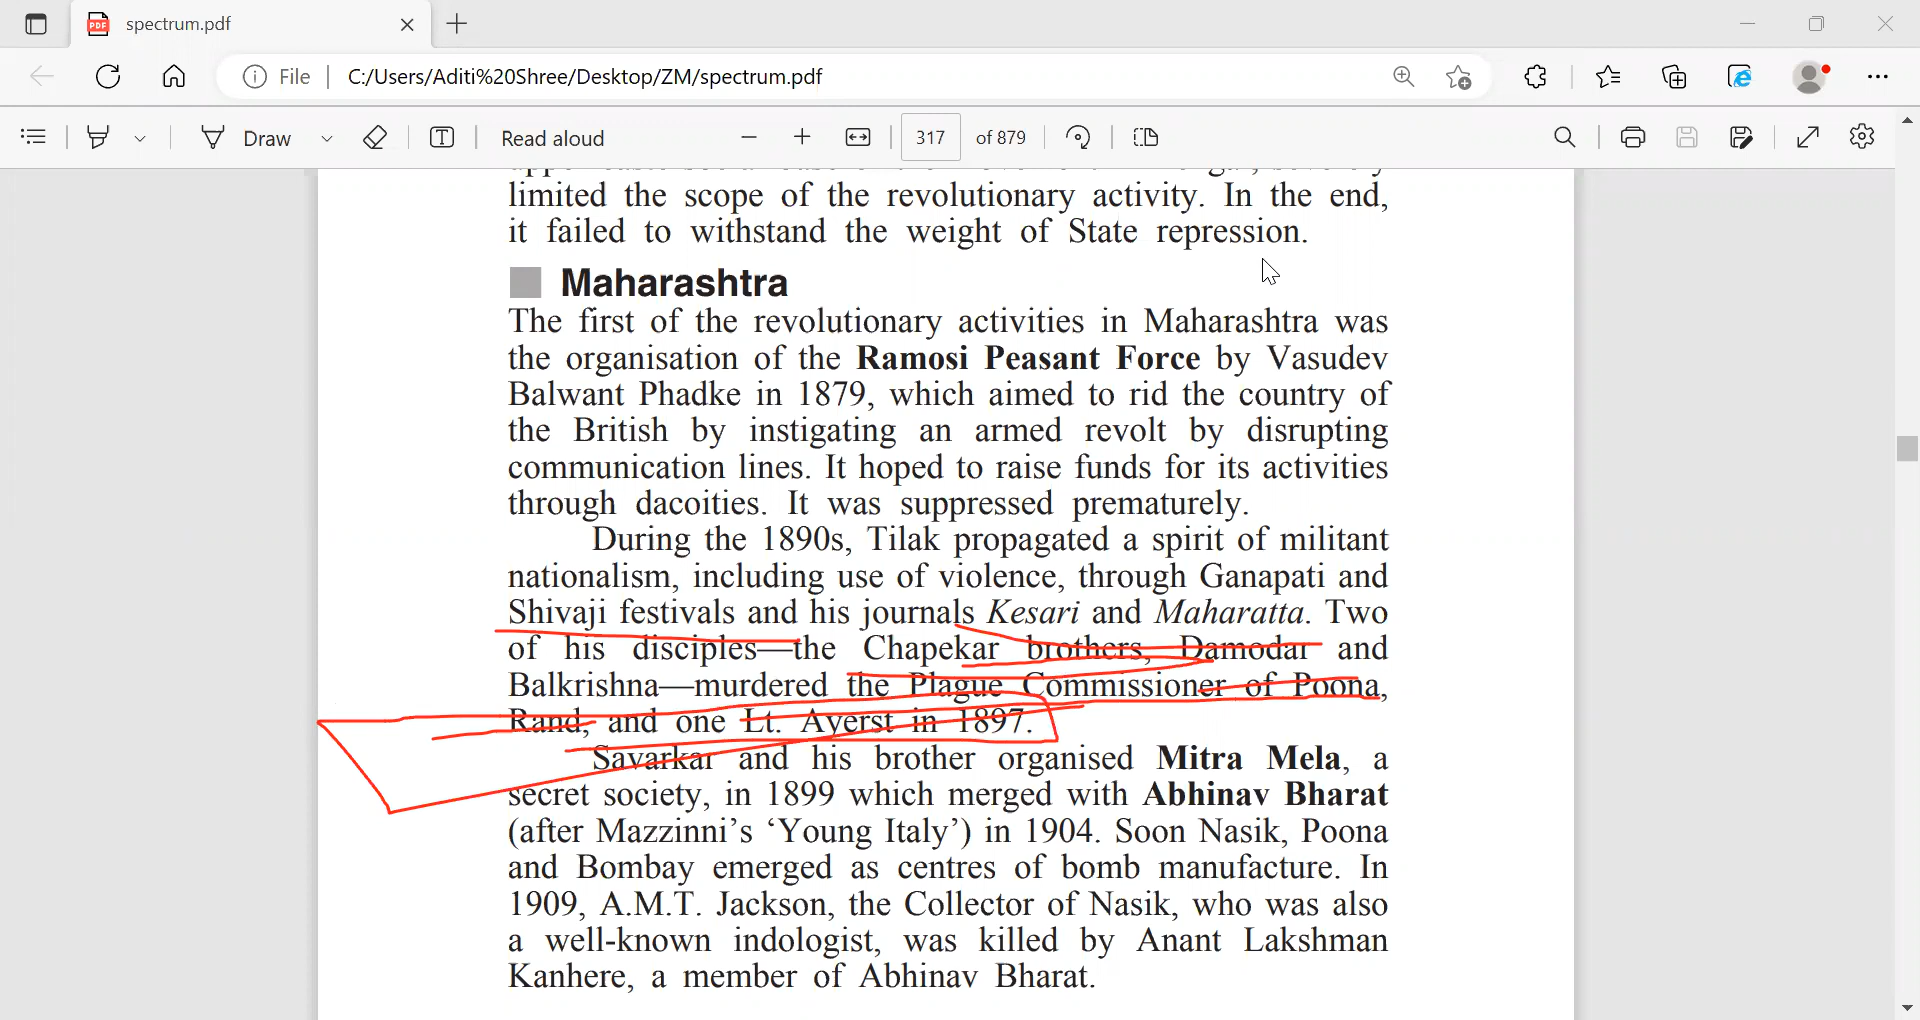 spectrum.pdf
File | C:/Users/Aditi%20Shree/Desktop/ZM/spectrum.pdf
Draw
Read aloud
317 of 879
limited the scope of the revolutionary activity. In the end,
it failed to withstand the weight of State repression.
Maharashtra
The first of the revolutionary activities in Maharashtra was
the organisation of the Ramosi Peasant Force by Vasudev
Balwant Phadke in 1879, which aimed to rid the country of
the British by instigating an armed revolt by disrupting
communication lines. It hoped to raise funds for its activities
through dacoities. It was suppressed prematurely.
During the 1890s, Tilak propagated a spirit of militant
nationalism, including use of violence, through Ganapati and
Shivaji festivals and his journals Kesari and Maharatta. Two
of his disciples—the Chapekar brothers, Damodar and
Balkrishna—murdered the Plague Commissioner of Poona,
Rand, and one Lt. Ayerst in 1897.
Savarkar and his brother organised Mitra Mela, a
secret society, in 1899 which merged with Abhinav Bharat
(after Mazzinni’s ‘Young Italy’) in 1904. Soon Nasik, Poona
and Bombay emerged as centres of bomb manufacture. In
1909, A.M.T. Jackson, the Collector of Nasik, who was also
a well-known indologist, was killed by Anant Lakshman
Kanhere, a member of Abhinav Bharat.